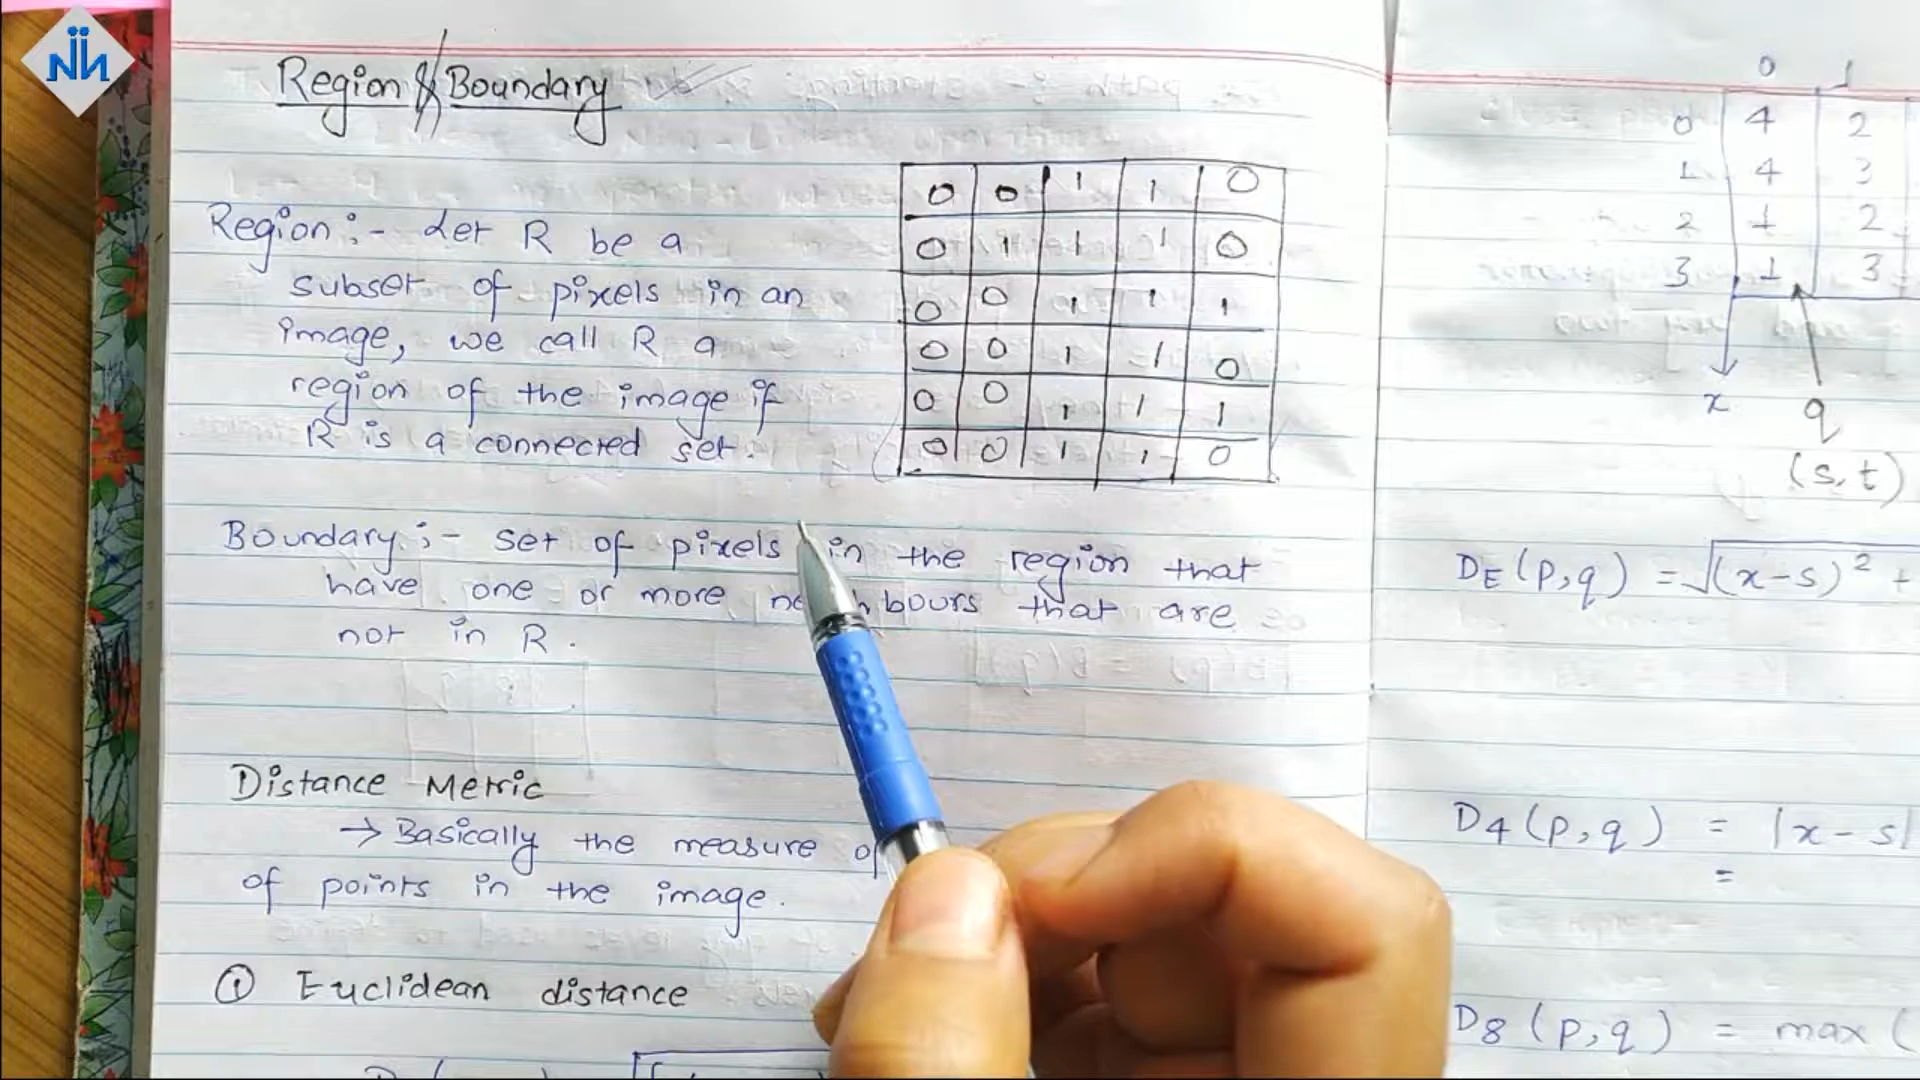 Region & Boundary
Region :- Let R be a
subset of pixels in an
image, we call R a
region of the image if
R is a connected set.
0 0 1 1 0
0 1 1 1 0
0 0 1 1 1
0 0 1 1 0
0 0 1 1 1
0 0 1 1 0
Boundary :- set of pixels in the region that
have one or more that are
not in R.
Distance Metric
→ Basically the measure of
of points in the image.
① Euclidean distance
0 1
0 4 2
1 4 3
2 1 2
3 1 3
x q
(s,t)
DE (p,q) = √(x-s)² +
D4 (p,q) = |x-s|
=
D8 (p,q) = max (